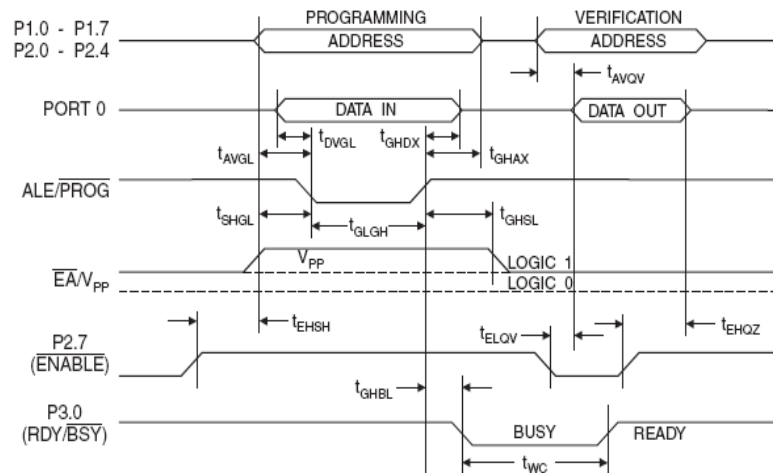 PROGRAMMING VERIFICATION
P1.0 - P1.7
P2.0 - P2.4
ADDRESS ADDRESS
tAVQV
PORT 0 DATA IN DATA OUT
tDVGL tGHDX
tAVGL tGHAX
ALE/PROG
tSHGL tGLGH tGHSL
VPP LOGIC 1
EA/VPP LOGIC 0
tEHSH tELQV tEHQZ
P2.7
(ENABLE)
tGHBL
P3.0
(RDY/BSY) BUSY READY
tWC